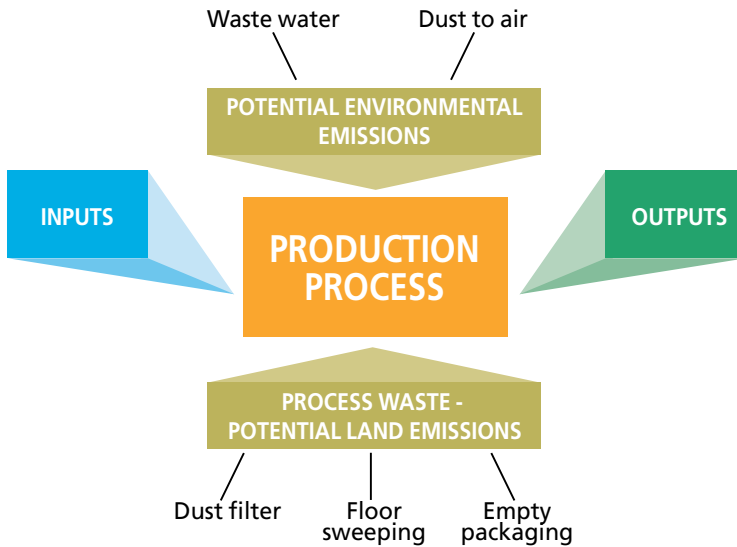 Waste water
Dust to air
POTENTIAL ENVIRONMENTAL
EMISSIONS
INPUTS
OUTPUTS
PRODUCTION
PROCESS
PROCESS WASTE -
POTENTIAL LAND EMISSIONS
Dust filter
Floor
sweeping
Empty
packaging